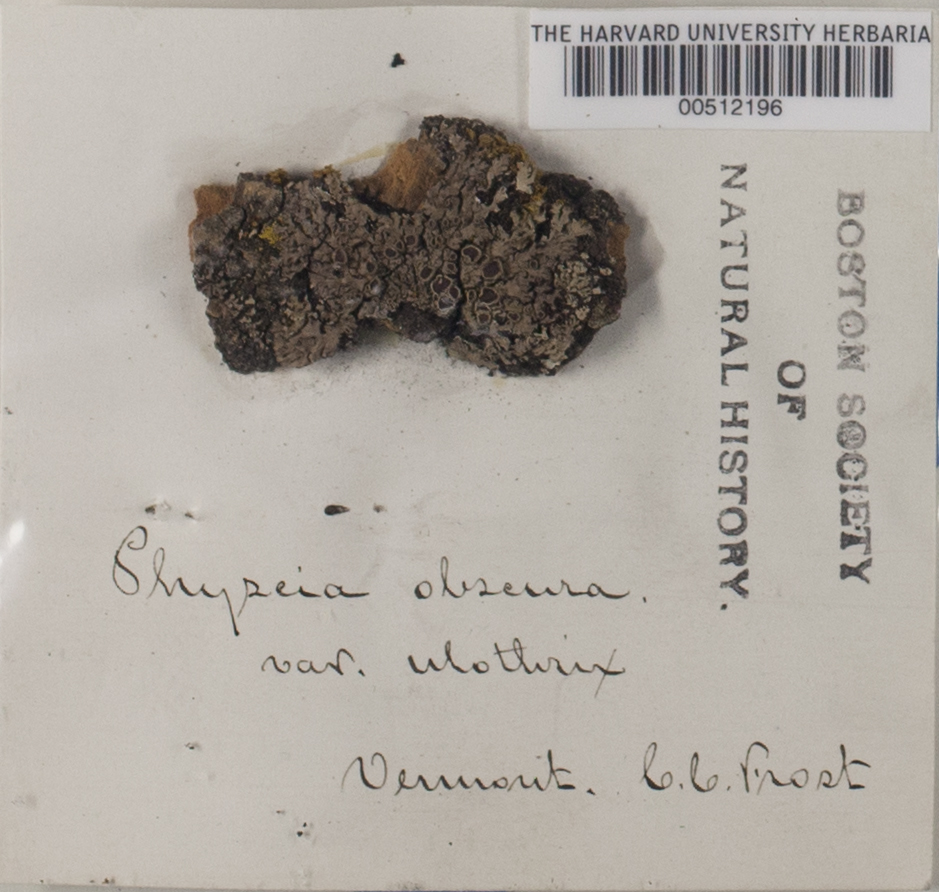 THE HARVARD UNIVERSITY HERBARIA
00512196
BOSTON SOCIETY
OF
NATURAL HISTORY.
Physcia obscura.
var. ulothrix
Vermont. C.C. Frost